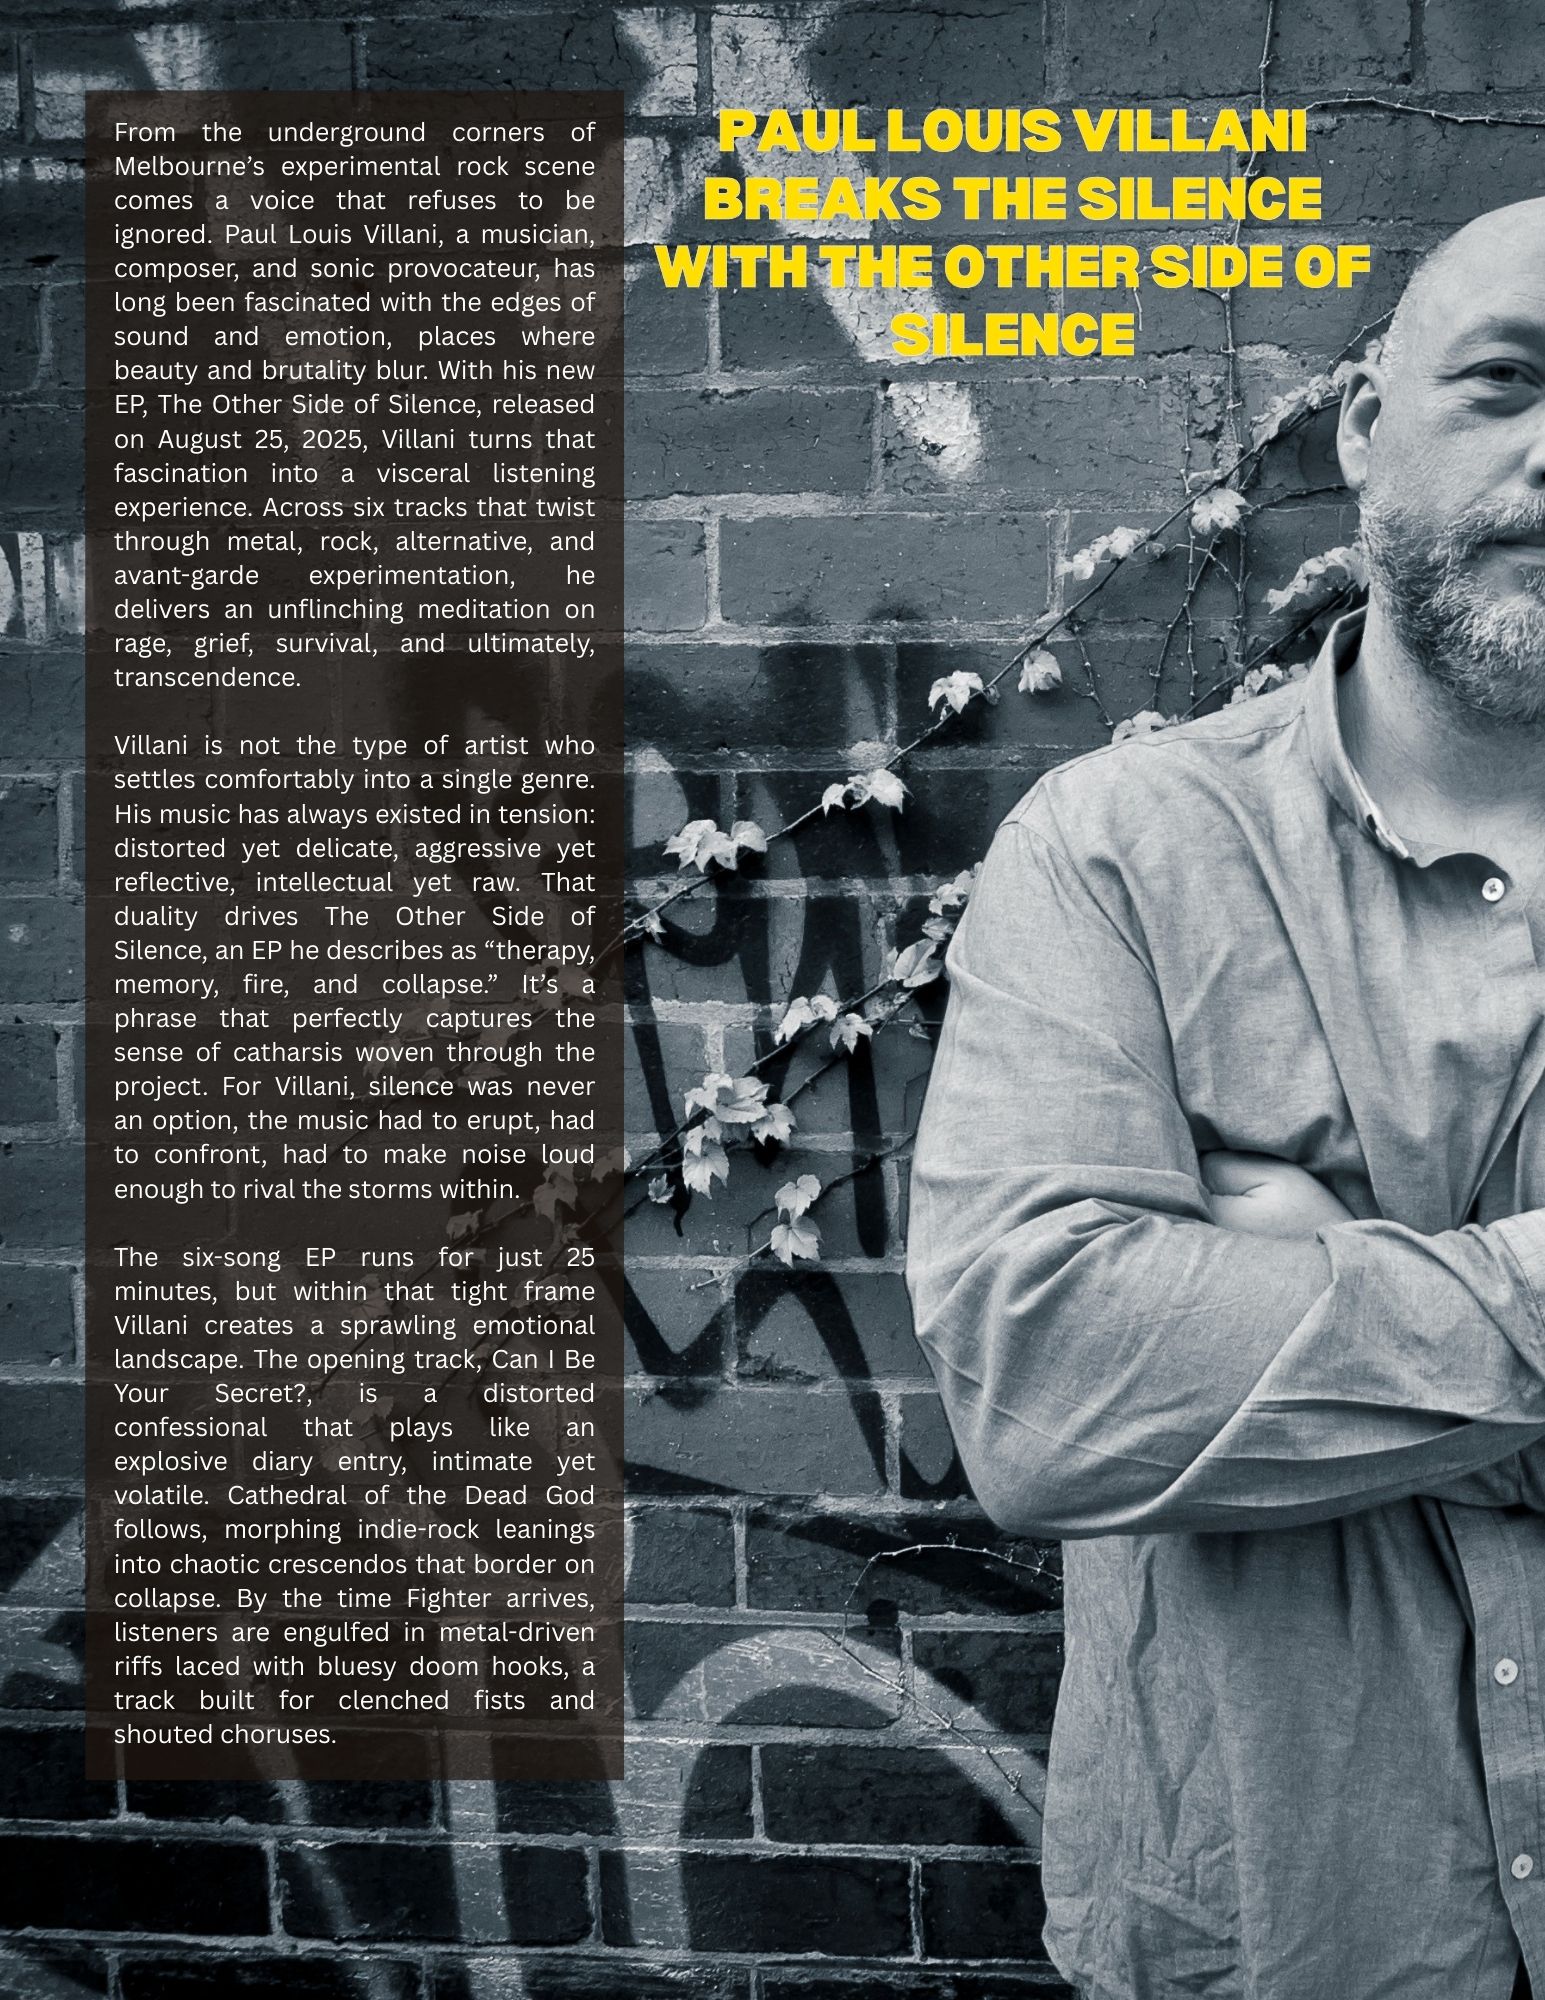 PAUL LOUIS VILLANI
BREAKS THE SILENCE
WITH THE OTHER SIDE OF
SILENCE
From the underground corners of
Melbourne’s experimental rock scene
comes a voice that refuses to be
ignored. Paul Louis Villani, a musician,
composer, and sonic provocateur, has
long been fascinated with the edges of
sound and emotion, places where
beauty and brutality blur. With his new
EP, The Other Side of Silence, released
on August 25, 2025, Villani turns that
fascination into a visceral listening
experience. Across six tracks that twist
through metal, rock, alternative, and
avant-garde experimentation, he
delivers an unflinching meditation on
rage, grief, survival, and ultimately,
transcendence.
Villani is not the type of artist who
settles comfortably into a single genre.
His music has always existed in tension:
distorted yet delicate, aggressive yet
reflective, intellectual yet raw. That
duality drives The Other Side of
Silence, an EP he describes as “therapy,
memory, fire, and collapse.” It’s a
phrase that perfectly captures the
sense of catharsis woven through the
project. For Villani, silence was never
an option, the music had to erupt, had
to confront, had to make noise loud
enough to rival the storms within.
The six-song EP runs for just 25
minutes, but within that tight frame
Villani creates a sprawling emotional
landscape. The opening track, Can I Be
Your Secret?, is a distorted
confessional that plays like an
explosive diary entry, intimate yet
volatile. Cathedral of the Dead God
follows, morphing indie-rock leanings
into chaotic crescendos that border on
collapse. By the time Fighter arrives,
listeners are engulfed in metal-driven
riffs laced with bluesy doom hooks, a
track built for clenched fists and
shouted choruses.